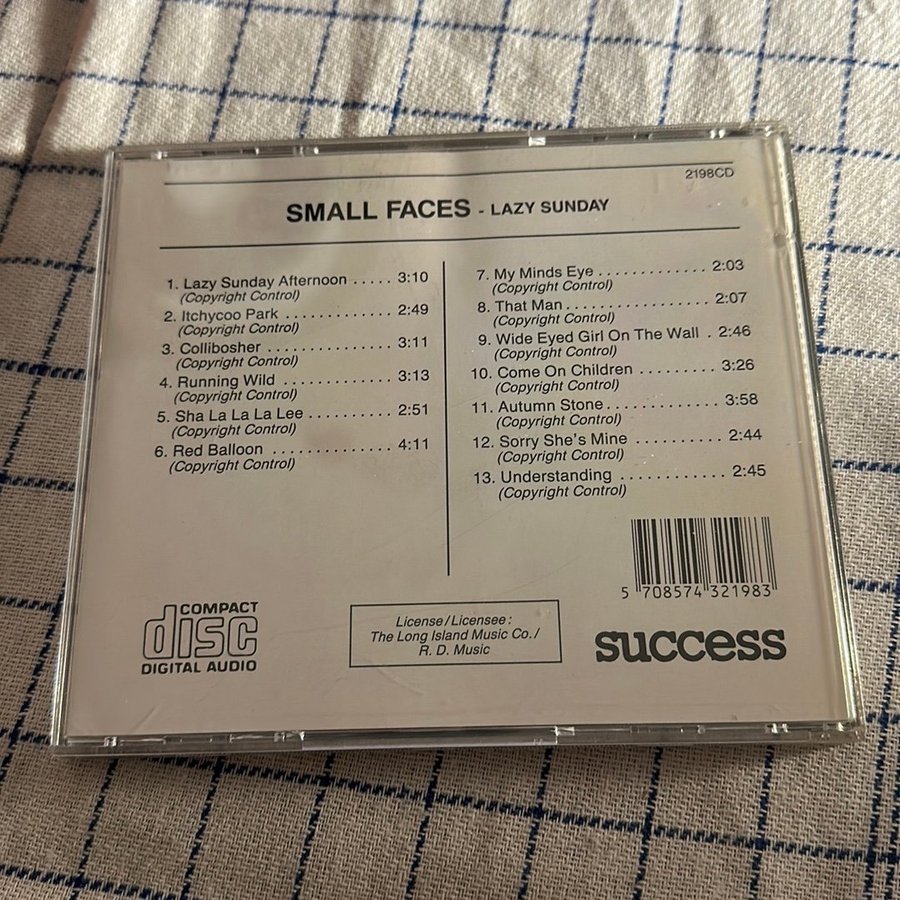 2198CD
SMALL FACES - LAZY SUNDAY
1. Lazy Sunday Afternoon ..... 3:10
(Copyright Control)
2. Itchycoo Park ............. 2:49
(Copyright Control)
3. Collibosher ............... 3:11
(Copyright Control)
4. Running Wild ............. 3:13
(Copyright Control)
5. Sha La La La Lee .......... 2:51
(Copyright Control)
6. Red Balloon .............. 4:11
(Copyright Control)
7. My Minds Eye ............ 2:03
(Copyright Control)
8. That Man ............... 2:07
(Copyright Control)
9. Wide Eyed Girl On The Wall . 2:46
(Copyright Control)
10. Come On Children ......... 3:26
(Copyright Control)
11. Autumn Stone ............ 3:58
(Copyright Control)
12. Sorry She's Mine .......... 2:44
(Copyright Control)
13. Understanding ............ 2:45
(Copyright Control)
5 708574 321983
COMPACT
disc
DIGITAL AUDIO
License/Licensee:
The Long Island Music Co./
R. D. Music
success